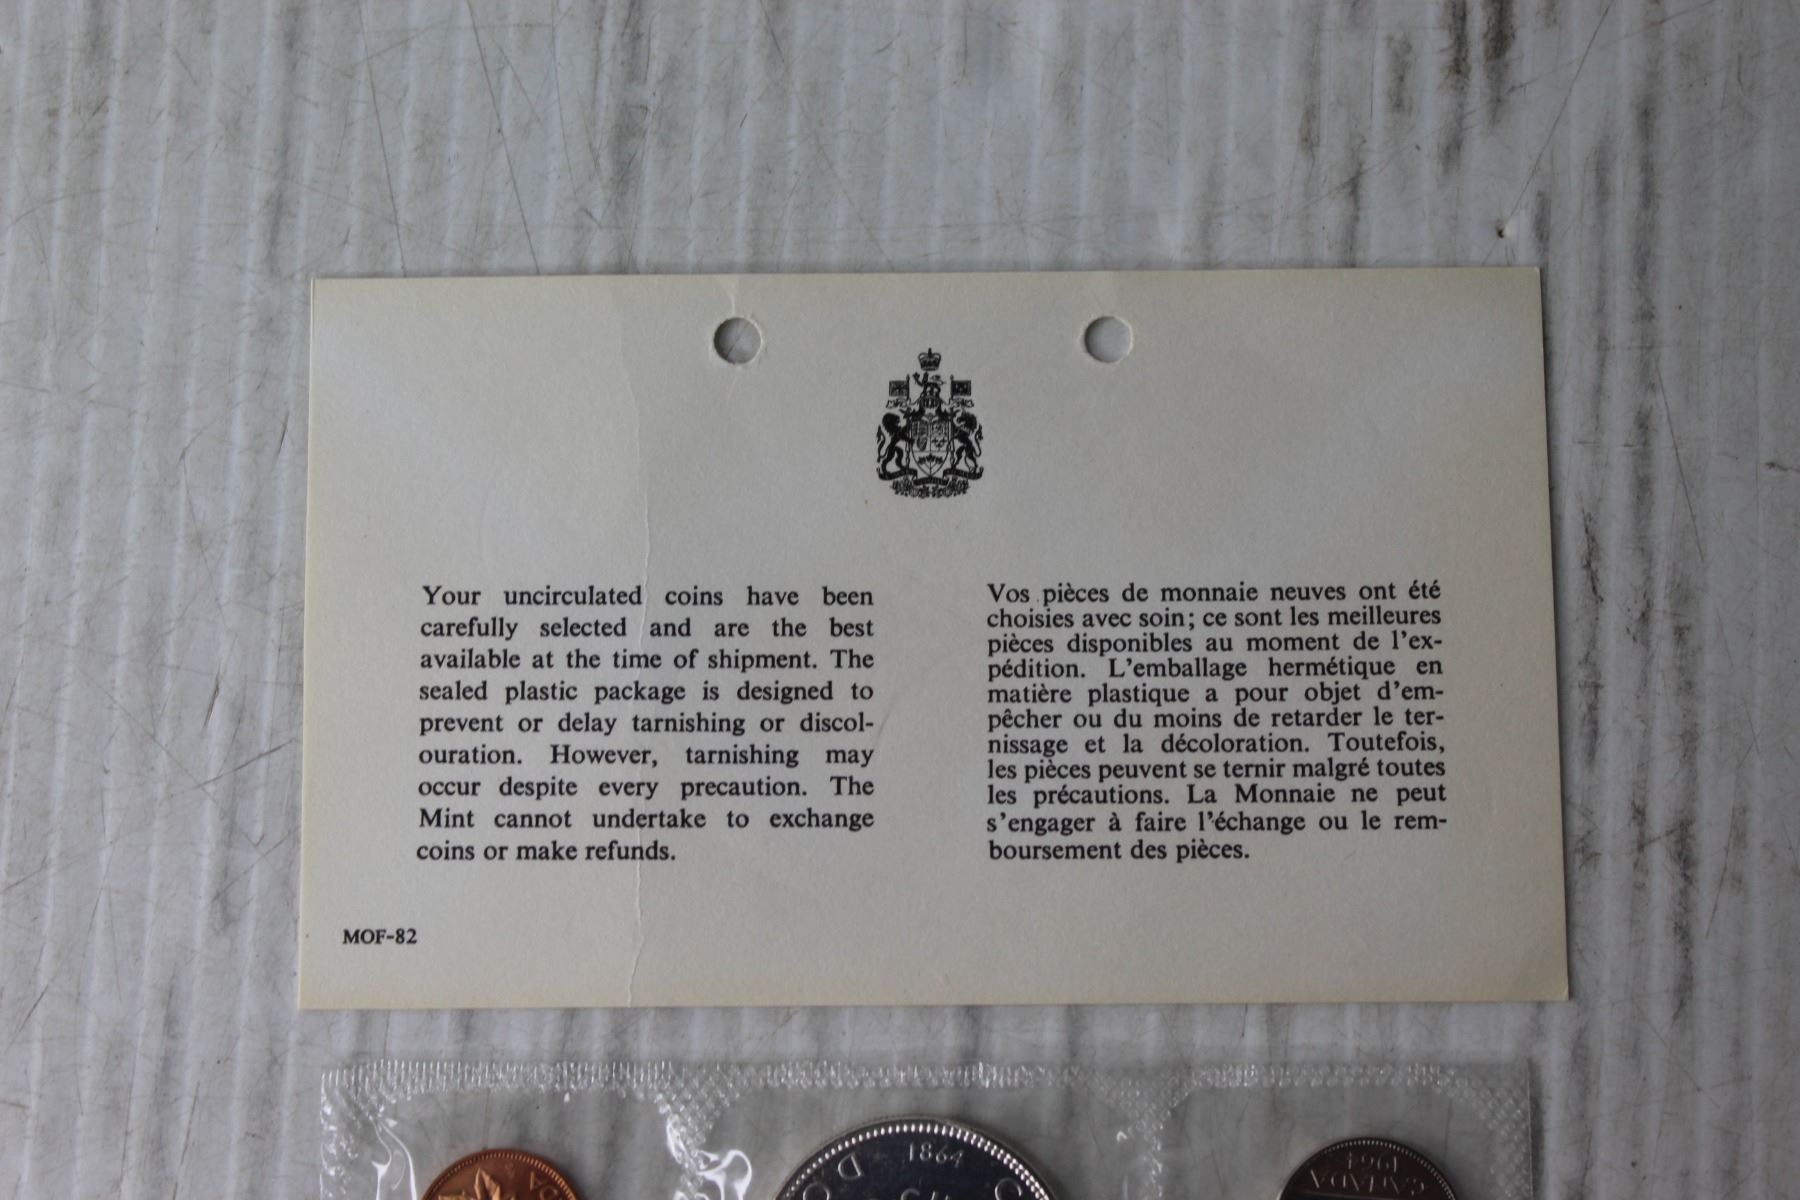 Your uncirculated coins have been
carefully selected and are the best
available at the time of shipment. The
sealed plastic package is designed to
prevent or delay tarnishing or discol-
ouration. However, tarnishing may
occur despite every precaution. The
Mint cannot undertake to exchange
coins or make refunds.
Vos pièces de monnaie neuves ont été
choisies avec soin; ce sont les meilleures
pièces disponibles au moment de l'ex-
pédition. L'emballage hermétique en
matière plastique a pour objet d'em-
pêcher ou du moins de retarder le ter-
nissage et la décoloration. Toutefois,
les pièces peuvent se ternir malgré toutes
les précautions. La Monnaie ne peut
s'engager à faire l'échange ou le rem-
boursement des pièces.
MOF-82
1864
CANADA
1964